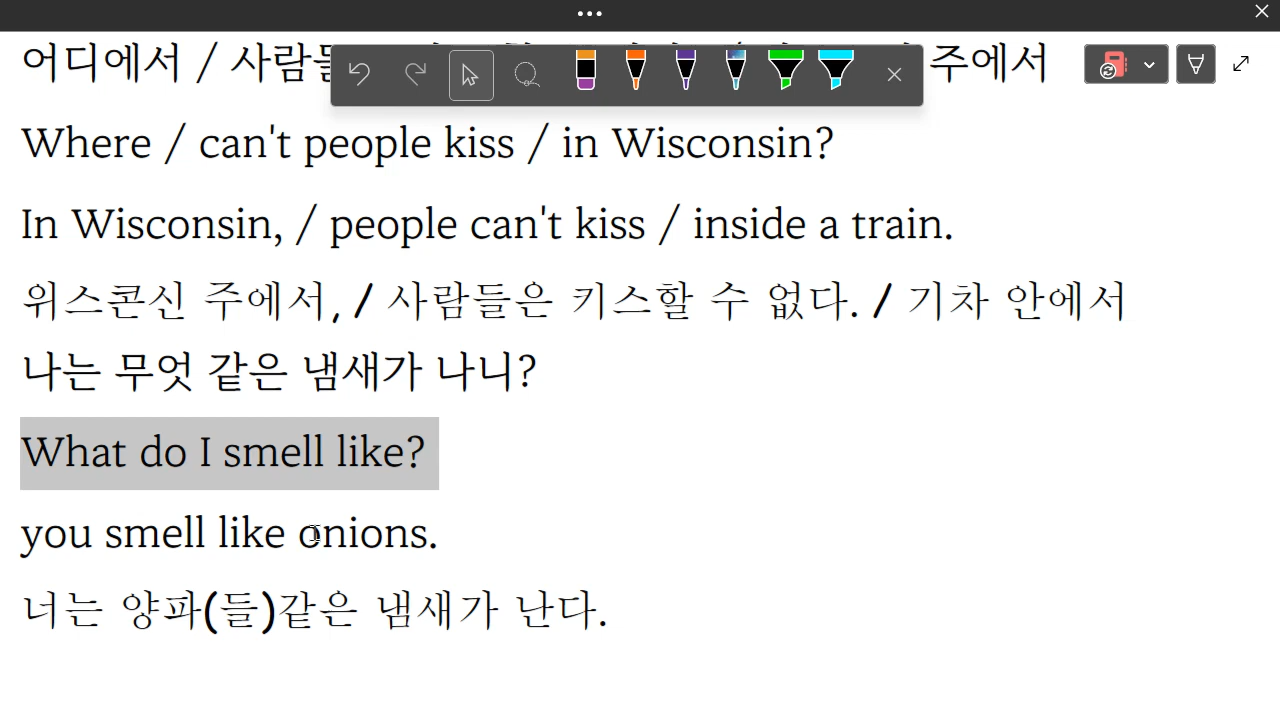 어디에서 / 사람들 주에서
Where / can't people kiss / in Wisconsin?
In Wisconsin, / people can't kiss / inside a train.
위스콘신 주에서, / 사람들은 키스할 수 없다. / 기차 안에서
나는 무엇 같은 냄새가 나니?
What do I smell like?
you smell like onions.
너는 양파(들)같은 냄새가 난다.